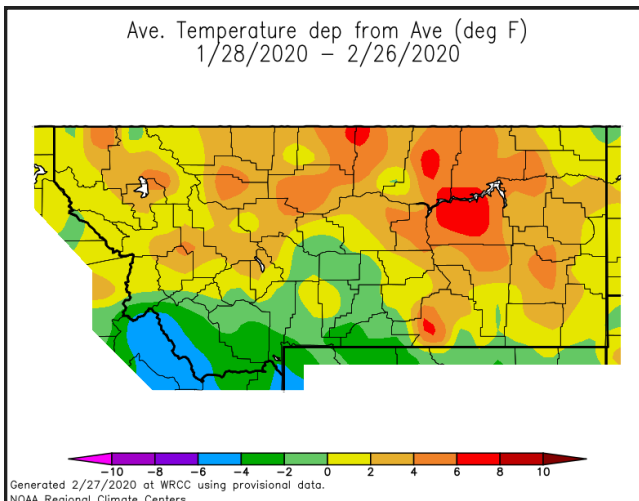 Ave. Temperature dep from Ave (deg F)
1/28/2020 – 2/26/2020
-10 -8 -6 -4 -2 0 2 4 6 8 10
Generated 2/27/2020 at WRCC using provisional data.
NOAA Regional Climate Centers